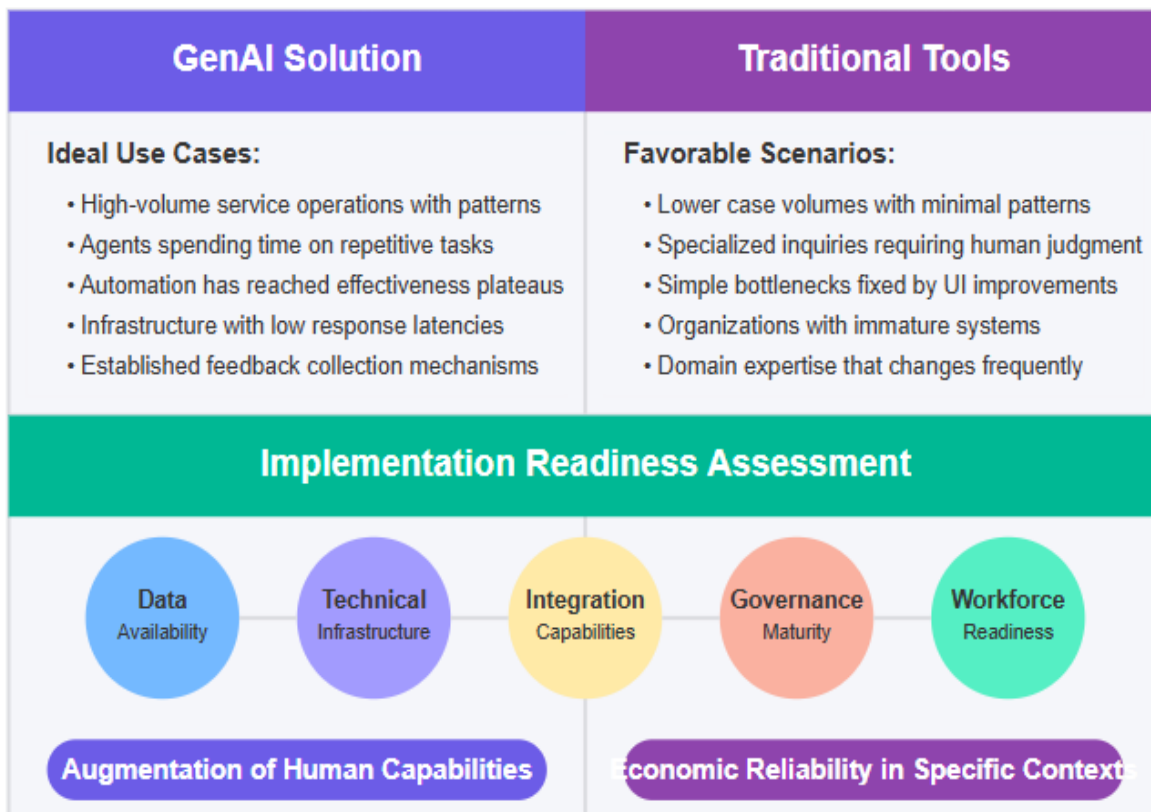 GenAI Solution
Traditional Tools
Ideal Use Cases:
• High-volume service operations with patterns
• Agents spending time on repetitive tasks
• Automation has reached effectiveness plateaus
• Infrastructure with low response latencies
• Established feedback collection mechanisms
Favorable Scenarios:
• Lower case volumes with minimal patterns
• Specialized inquiries requiring human judgment
• Simple bottlenecks fixed by UI improvements
• Organizations with immature systems
• Domain expertise that changes frequently
Implementation Readiness Assessment
Data
Availability
Technical
Infrastructure
Integration
Capabilities
Governance
Maturity
Workforce
Readiness
Augmentation of Human Capabilities
Economic Reliability in Specific Contexts